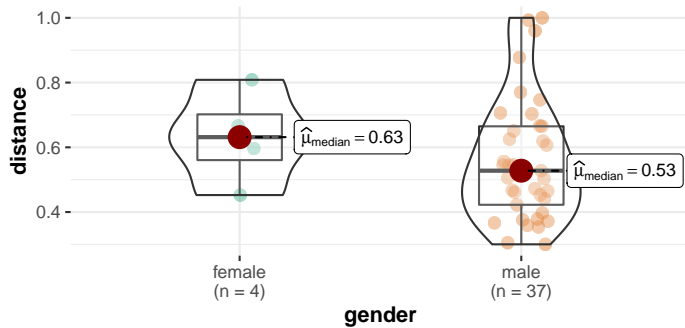 1.0
0.8
0.6
0.4
distance
μ̂median = 0.63
μ̂median = 0.53
female
(n = 4)
male
(n = 37)
gender